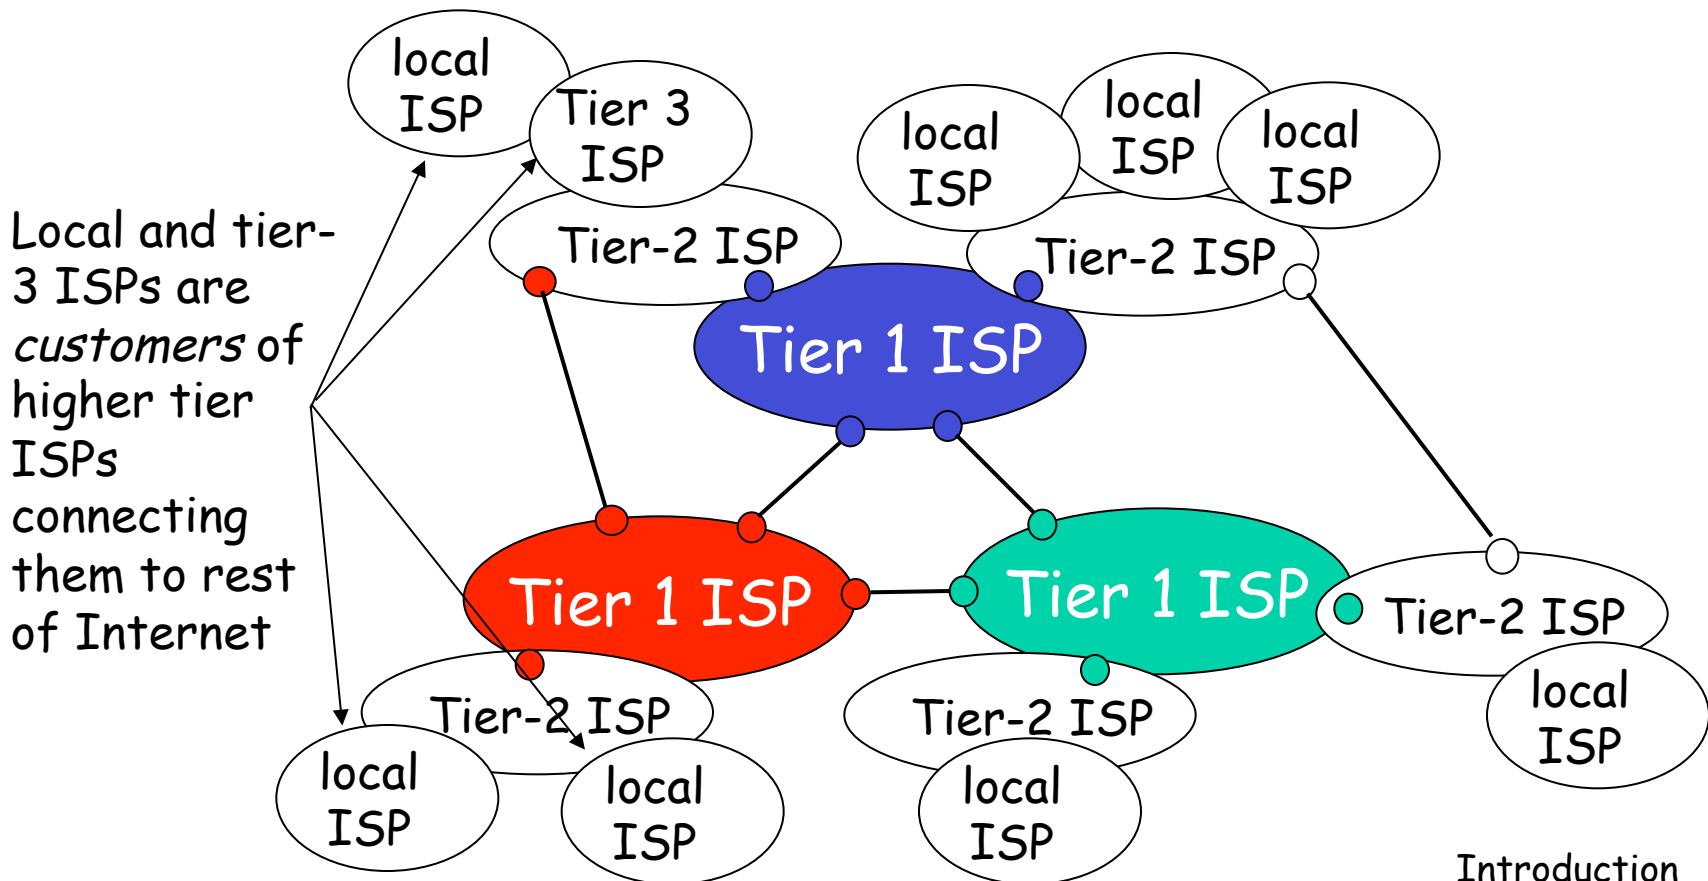 local
ISP
Tier 3
ISP
local
ISP
local
ISP
local
ISP
Local and tier-
3 ISPs are
customers of
higher tier
ISPs
connecting
them to rest
of Internet
Tier-2 ISP
Tier-2 ISP
Tier 1 ISP
Tier 1 ISP
Tier 1 ISP
Tier-2 ISP
Tier-2 ISP
Tier-2 ISP
local
ISP
local
ISP
local
ISP
local
ISP
Introduction